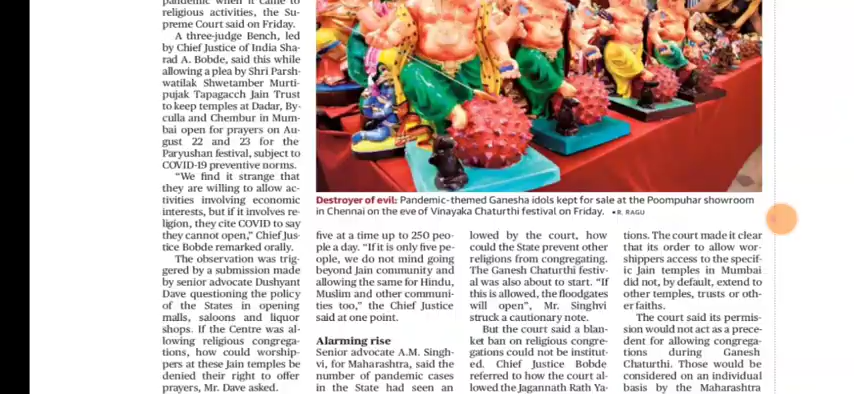 pandemic when it came to
religious activities, the Su-
preme Court said on Friday.
A three-judge Bench, led
by Chief Justice of India Sha-
rad A. Bobde, said this while
allowing a plea by Shri Parsh-
watilak Shwetamber Murti-
pujak Tapagacch Jain Trust
to keep temples at Dadar, By-
culla and Chembur in Mum-
bai open for prayers on Au-
gust 22 and 23 for the
Paryushan festival, subject to
COVID-19 preventive norms.
“We find it strange that
they are willing to allow ac-
tivities involving economic
interests, but if it involves re-
ligion, they cite COVID to say
they cannot open,” Chief Jus-
tice Bobde remarked orally.
The observation was trig-
gered by a submission made
by senior advocate Dushyant
Dave questioning the policy
of the States in opening
malls, saloons and liquor
shops. If the Centre was al-
lowing religious congrega-
tions, how could worship-
pers at these Jain temples be
denied their right to offer
prayers, Mr. Dave asked.
Destroyer of evil: Pandemic-themed Ganesha idols kept for sale at the Poompuhar showroom
in Chennai on the eve of Vinayaka Chaturthi festival on Friday. • R. RAGU
five at a time up to 250 peo-
ple a day. “If it is only five pe-
ople, we do not mind going
beyond Jain community and
allowing the same for Hindu,
Muslim and other communi-
ties too,” the Chief Justice
said at one point.
Alarming rise
Senior advocate A.M. Singh-
vi, for Maharashtra, said the
number of pandemic cases
in the State had seen an
lowed by the court, how
could the State prevent other
religions from congregating.
The Ganesh Chaturthi festiv-
al was also about to start. “If
this is allowed, the floodgates
will open”, Mr. Singhvi
struck a cautionary note.
But the court said a blan-
ket ban on religious congre-
gations could not be institut-
ed. Chief Justice Bobde
referred to how the court al-
lowed the Jagannath Rath Ya-
tions. The court made it clear
that its order to allow wor-
shippers access to the specif-
ic Jain temples in Mumbai
did not, by default, extend to
other temples, trusts or oth-
er faiths.
The court said its permis-
sion would not act as a prece-
dent for allowing congrega-
tions during Ganesh
Chaturthi. Those would be
considered on an individual
basis by the Maharashtra